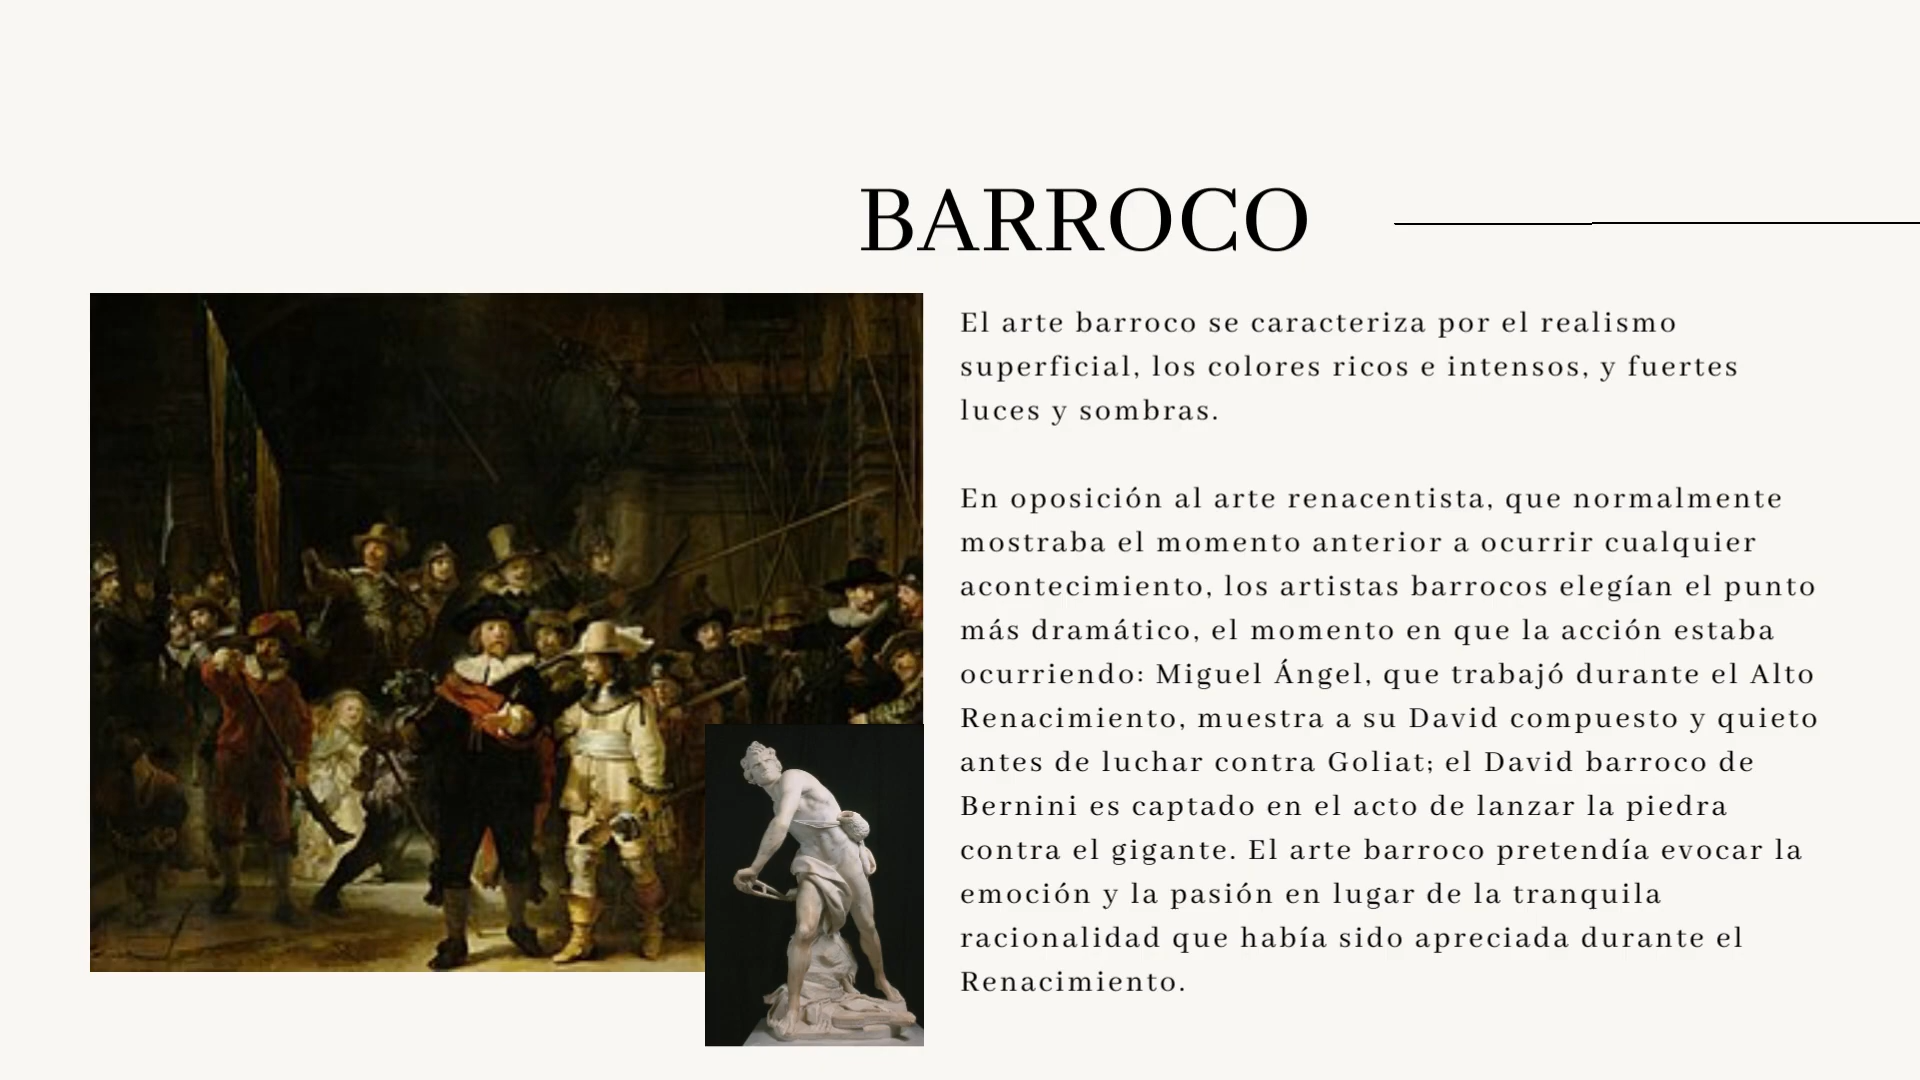 BARROCO
El arte barroco se caracteriza por el realismo
superficial, los colores ricos e intensos, y fuertes
luces y sombras.
En oposición al arte renacentista, que normalmente
mostraba el momento anterior a ocurrir cualquier
acontecimiento, los artistas barrocos elegían el punto
más dramático, el momento en que la acción estaba
ocurriendo: Miguel Ángel, que trabajó durante el Alto
Renacimiento, muestra a su David compuesto y quieto
antes de luchar contra Goliat; el David barroco de
Bernini es captado en el acto de lanzar la piedra
contra el gigante. El arte barroco pretendía evocar la
emoción y la pasión en lugar de la tranquila
racionalidad que había sido apreciada durante el
Renacimiento.